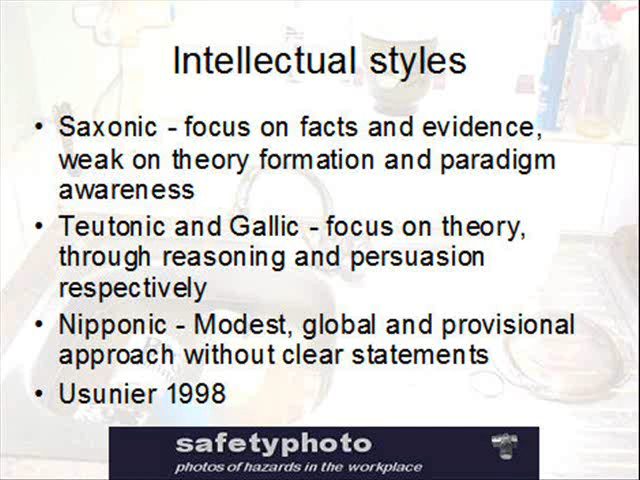 Intellectual styles
• Saxonic - focus on facts and evidence,
weak on theory formation and paradigm
awareness
• Teutonic and Gallic - focus on theory,
through reasoning and persuasion
respectively
• Nipponic - Modest, global and provisional
approach without clear statements
• Usunier 1998
safetyphoto
photos of hazards in the workplace